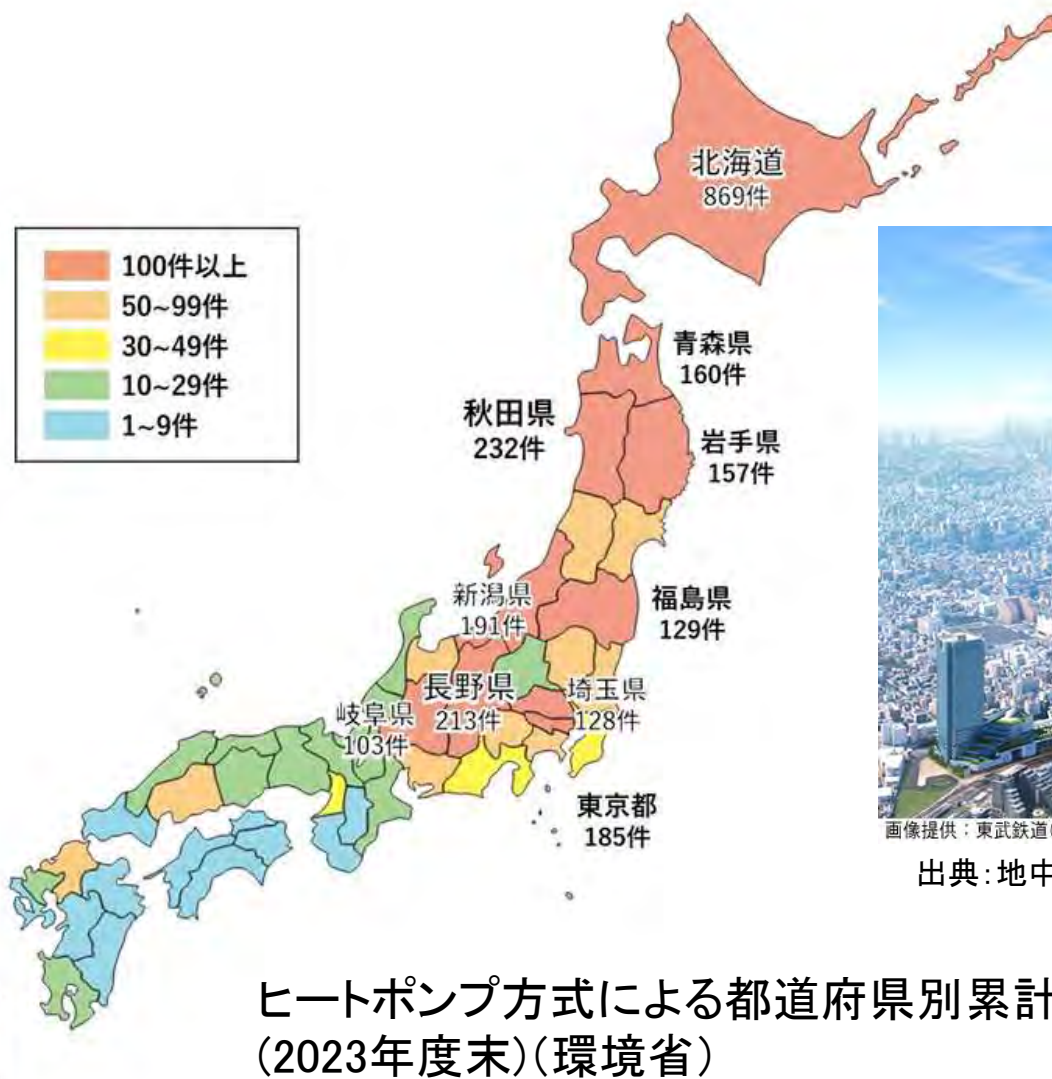 北海道
869件
100件以上
50~99件
30~49件
10~29件
1~9件
青森県
160件
秋田県
232件
岩手県
157件
新潟県
191件
福島県
129件
長野県
213件
埼玉県
128件
岐阜県
103件
東京都
185件
画像提供：東武鉄道
出典：地中
ヒートポンプ方式による都道府県別累計
(2023年度末)(環境省)